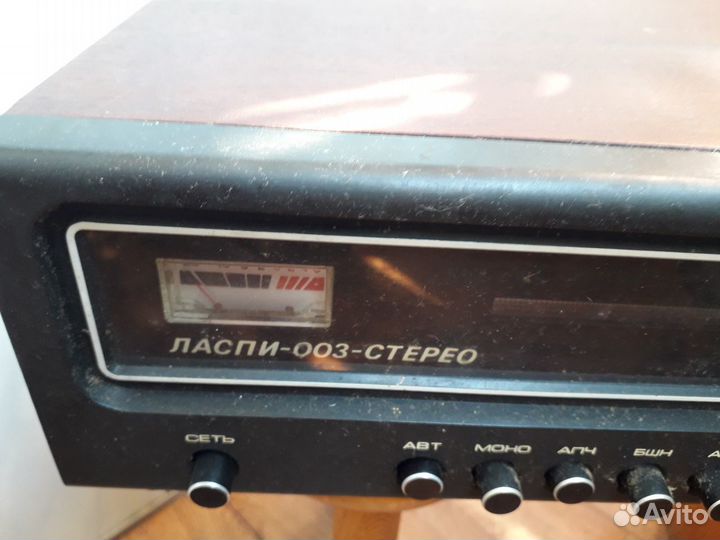 ЛАСПИ-003-СТЕРЕО
СЕТЬ АВТ МОНО АПЧ БШН
Avito